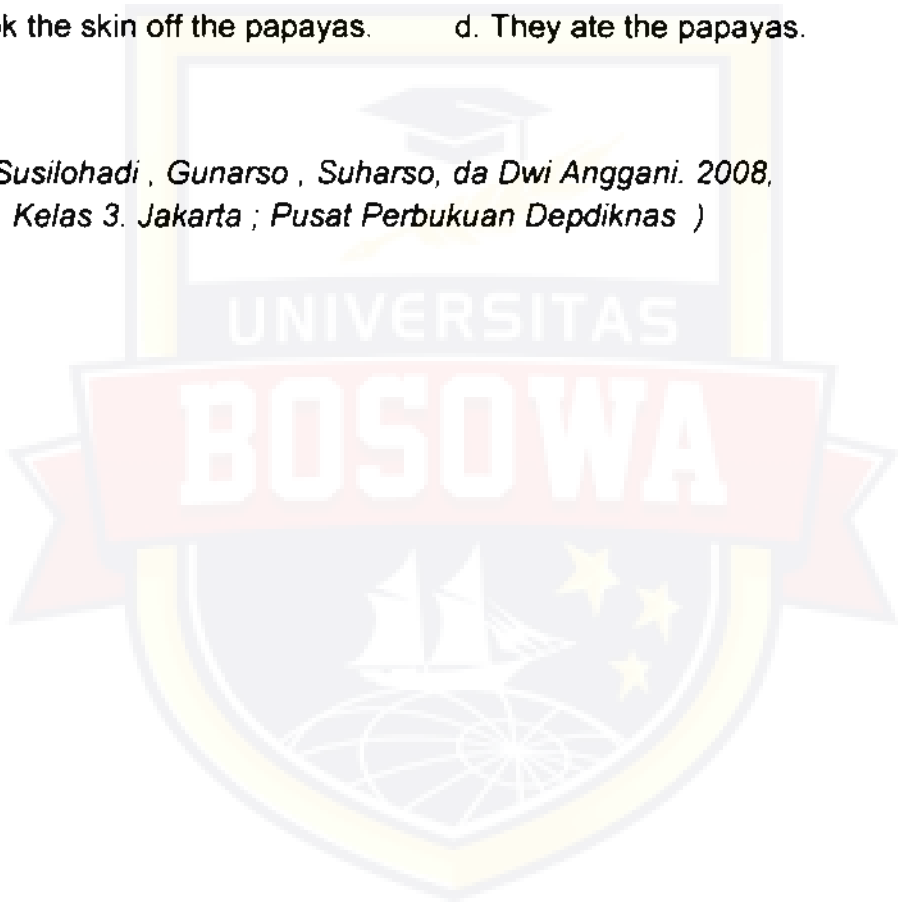 k the skin off the papayas. d. They ate the papayas.
Susilohadi , Gunarso , Suharso, da Dwi Anggani. 2008,
Kelas 3. Jakarta ; Pusat Perbukuan Depdiknas )
UNIVERSITAS
BOSOWA